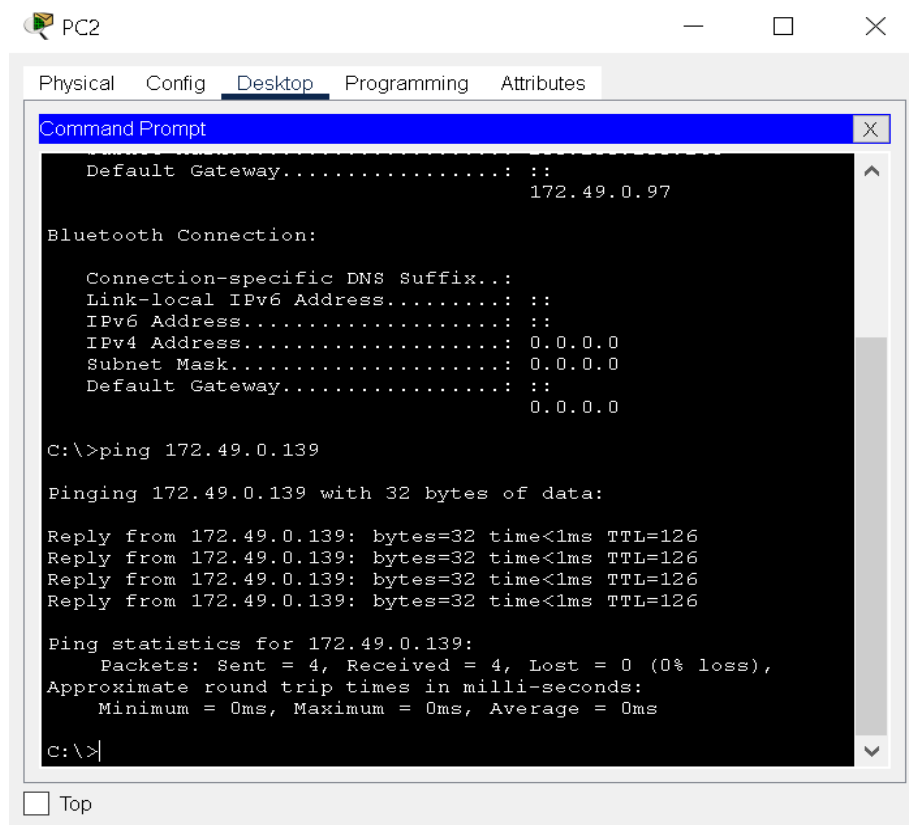 PC2
Physical Config Desktop Programming Attributes
Command Prompt
X
Default Gateway.................: ::
172.49.0.97
Bluetooth Connection:
Connection-specific DNS Suffix..:
Link-local IPv6 Address.........: ::
IPv6 Address....................: ::
IPv4 Address....................: 0.0.0.0
Subnet Mask.....................: 0.0.0.0
Default Gateway.................: ::
0.0.0.0
C:\>ping 172.49.0.139
Pinging 172.49.0.139 with 32 bytes of data:
Reply from 172.49.0.139: bytes=32 time<1ms TTL=126
Reply from 172.49.0.139: bytes=32 time<1ms TTL=126
Reply from 172.49.0.139: bytes=32 time<1ms TTL=126
Reply from 172.49.0.139: bytes=32 time<1ms TTL=126
Ping statistics for 172.49.0.139:
Packets: Sent = 4, Received = 4, Lost = 0 (0% loss),
Approximate round trip times in milli-seconds:
Minimum = 0ms, Maximum = 0ms, Average = 0ms
C:\>
Top